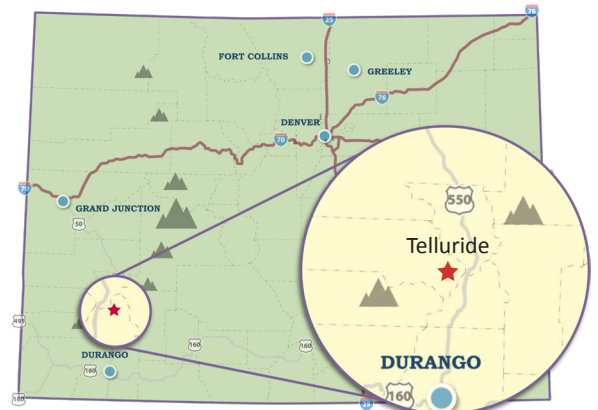 25
76
FORT COLLINS
GREELEY
76
DENVER
70
70
GRAND JUNCTION
50
550
Telluride
491
160
160
DURANGO
DURANGO
160
160
160
25